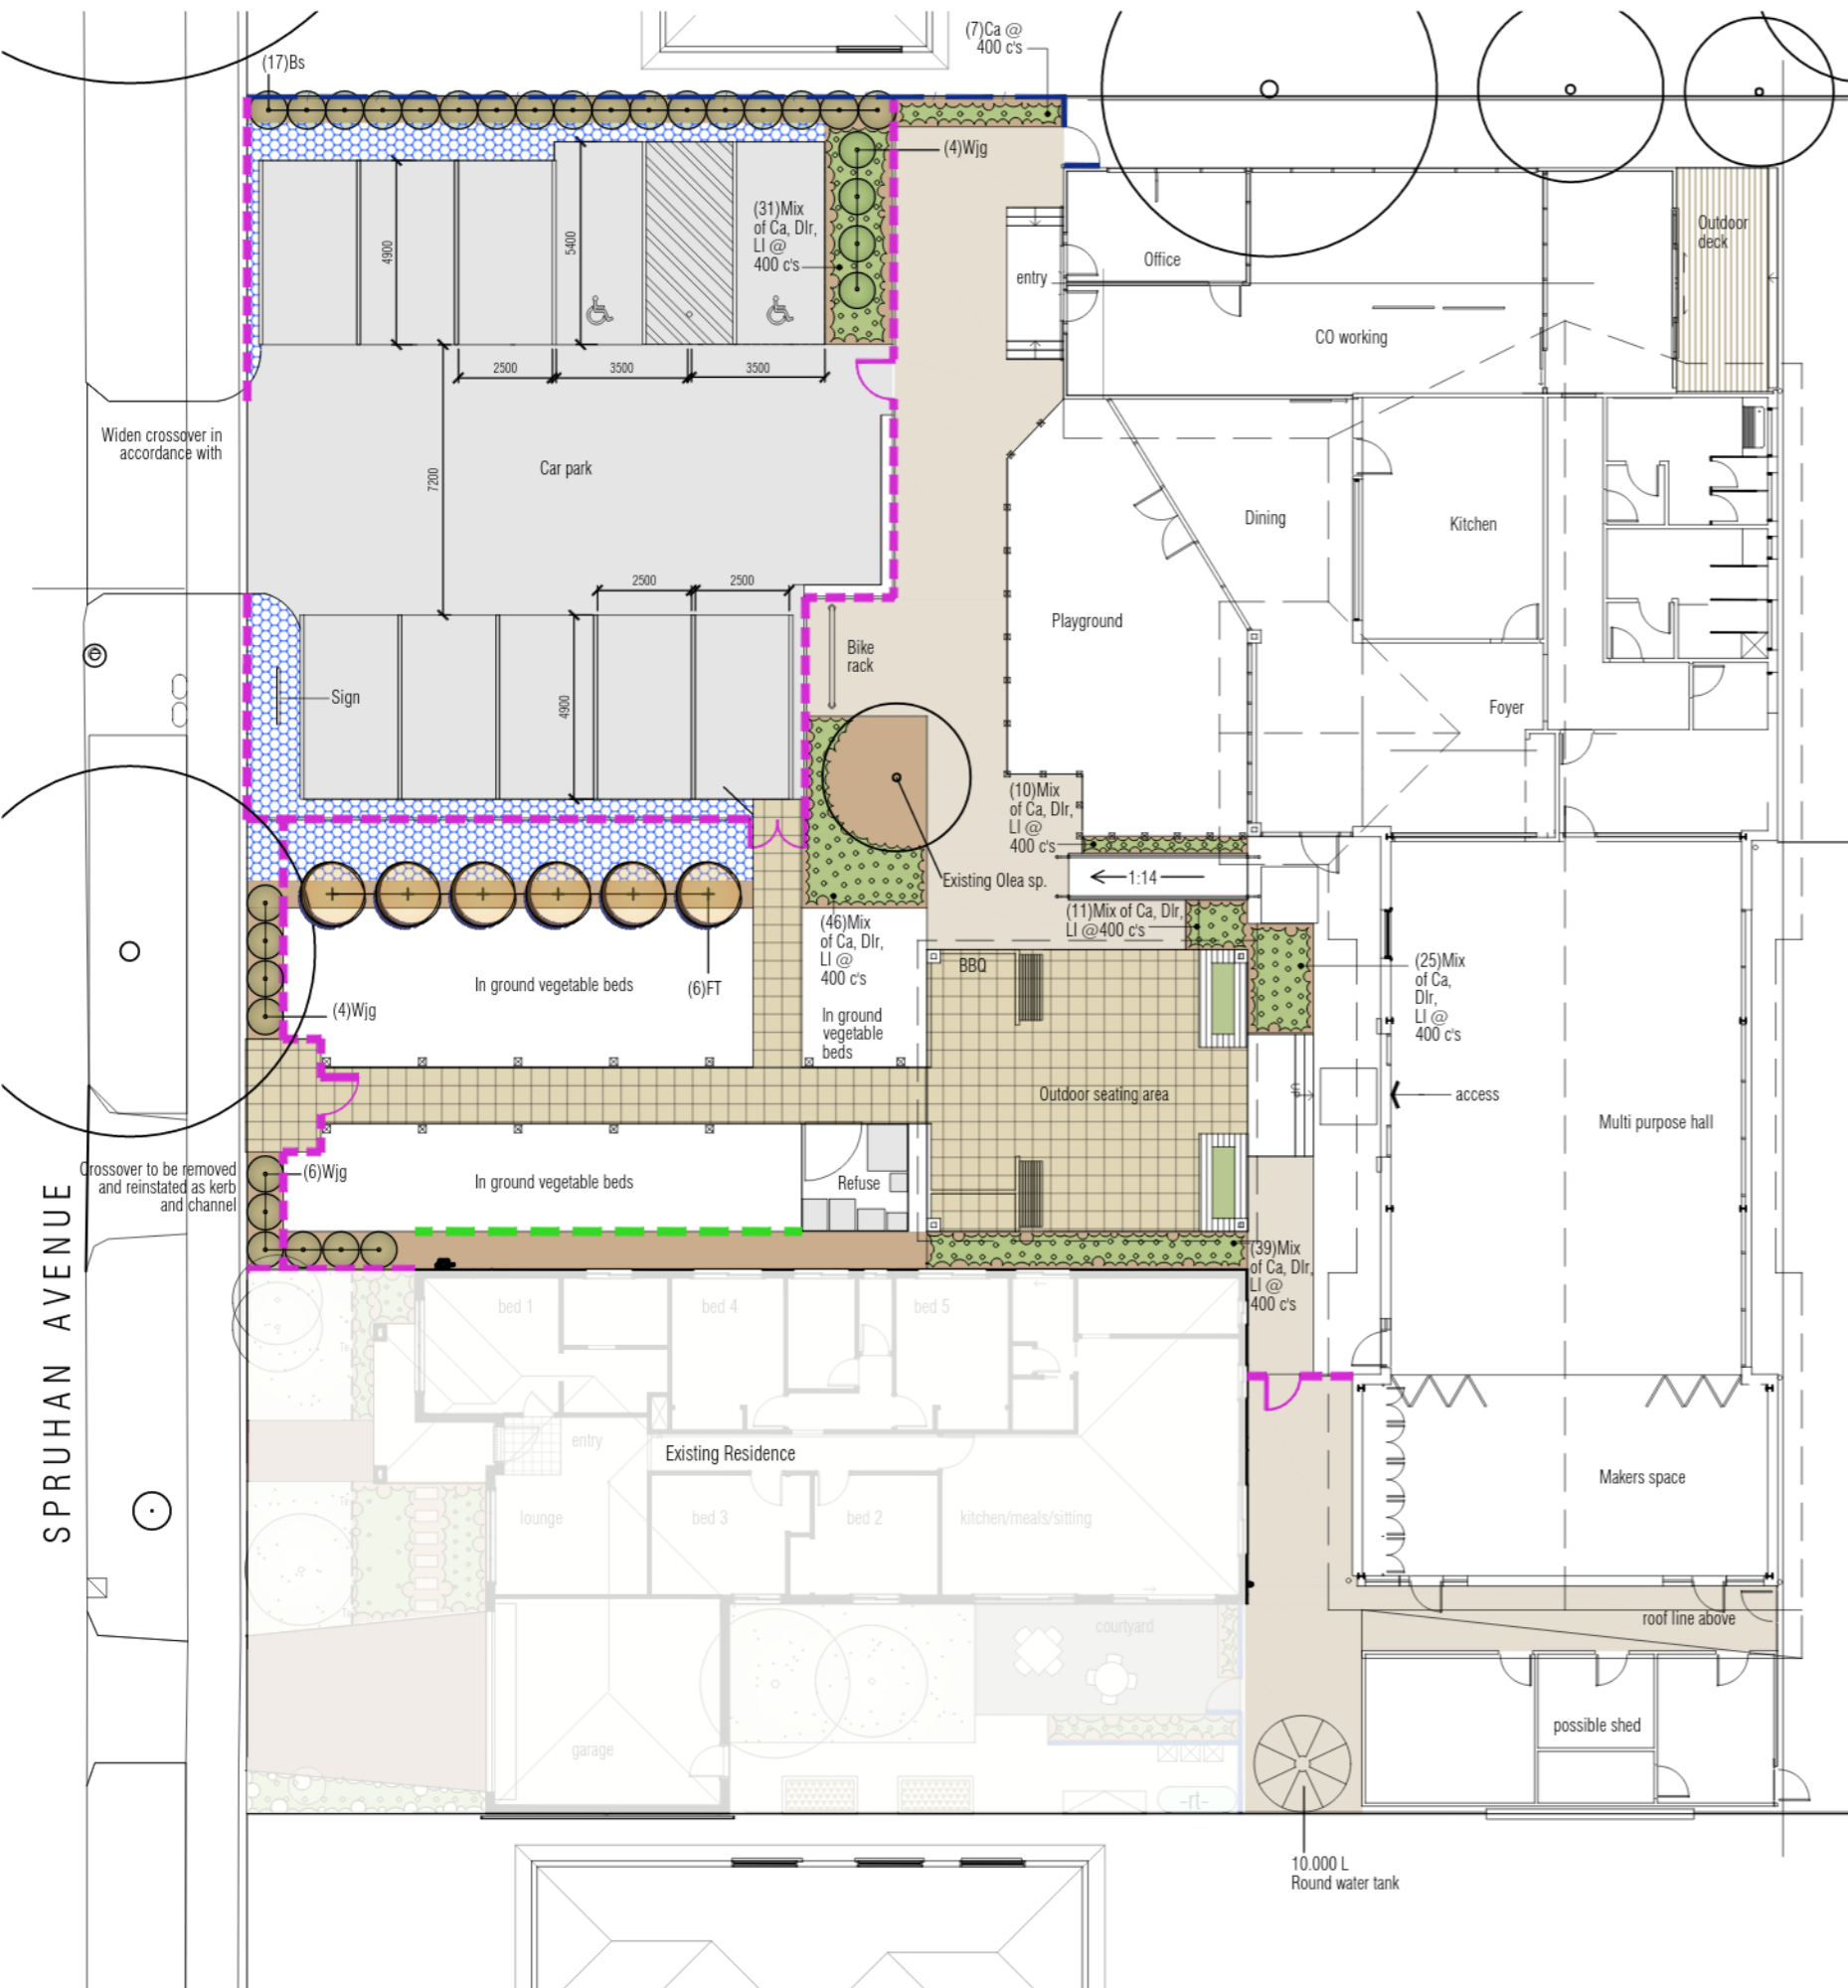 (7)Ca @
400 c's
(17)Bs
(4)Wjg
(31)Mix
of Ca, Dlr,
LI @
400 c's
4900
5400
entry
Office
Outdoor
deck
CO working
2500
3500
3500
Widen crossover in
accordance with
Car park
7200
Dining
Kitchen
2500
2500
Playground
Bike
rack
Sign
4900
Foyer
(10)Mix
of Ca, Dlr,
LI @
400 c's
Existing Olea sp.
1:14
(11)Mix of Ca, Dlr,
LI @400 c's
(46)Mix
of Ca, Dlr,
LI @
400 c's
BBQ
(25)Mix
of Ca,
Dlr,
LI @
400 c's
In ground vegetable beds
(6)FT
(4)Wjg
In ground
vegetable
beds
Outdoor seating area
UP
access
Multi purpose hall
Crossover to be removed
and reinstated as kerb
and channel
(6)Wjg
In ground vegetable beds
Refuse
(39)Mix
of Ca, Dlr,
LI @
400 c's
SPRUHAN AVENUE
bed 1
bed 4
bed 5
entry
Existing Residence
lounge
bed 3
bed 2
kitchen/meals/sitting
Makers space
courtyard
roof line above
garage
possible shed
-rt-
10.000 L
Round water tank